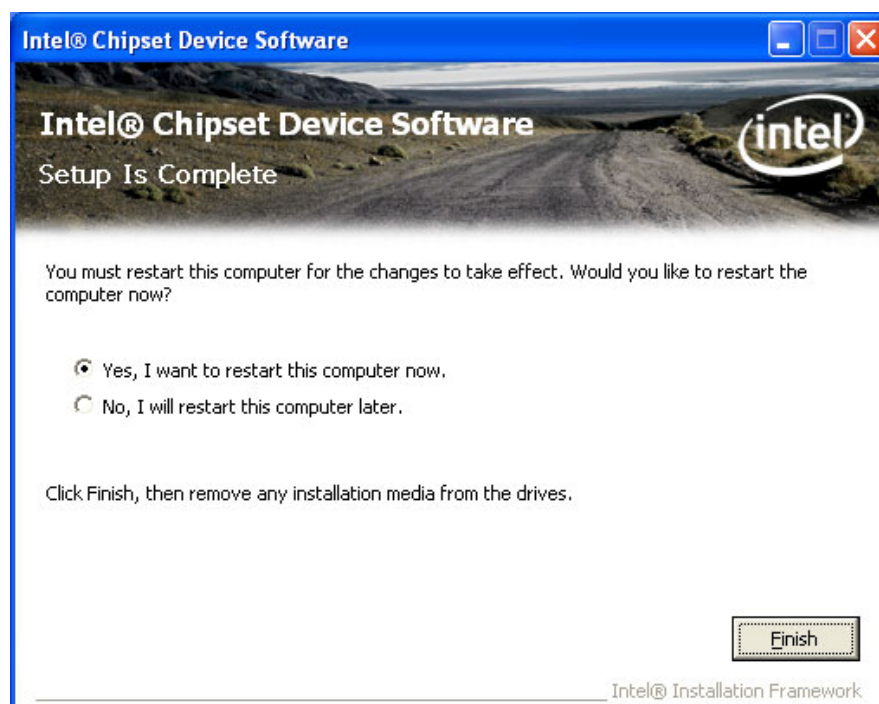 Intel® Chipset Device Software
Intel® Chipset Device Software
intel
Setup Is Complete
You must restart this computer for the changes to take effect. Would you like to restart the
computer now?
Yes, I want to restart this computer now.
No, I will restart this computer later.
Click Finish, then remove any installation media from the drives.
Finish
Intel® Installation Framework